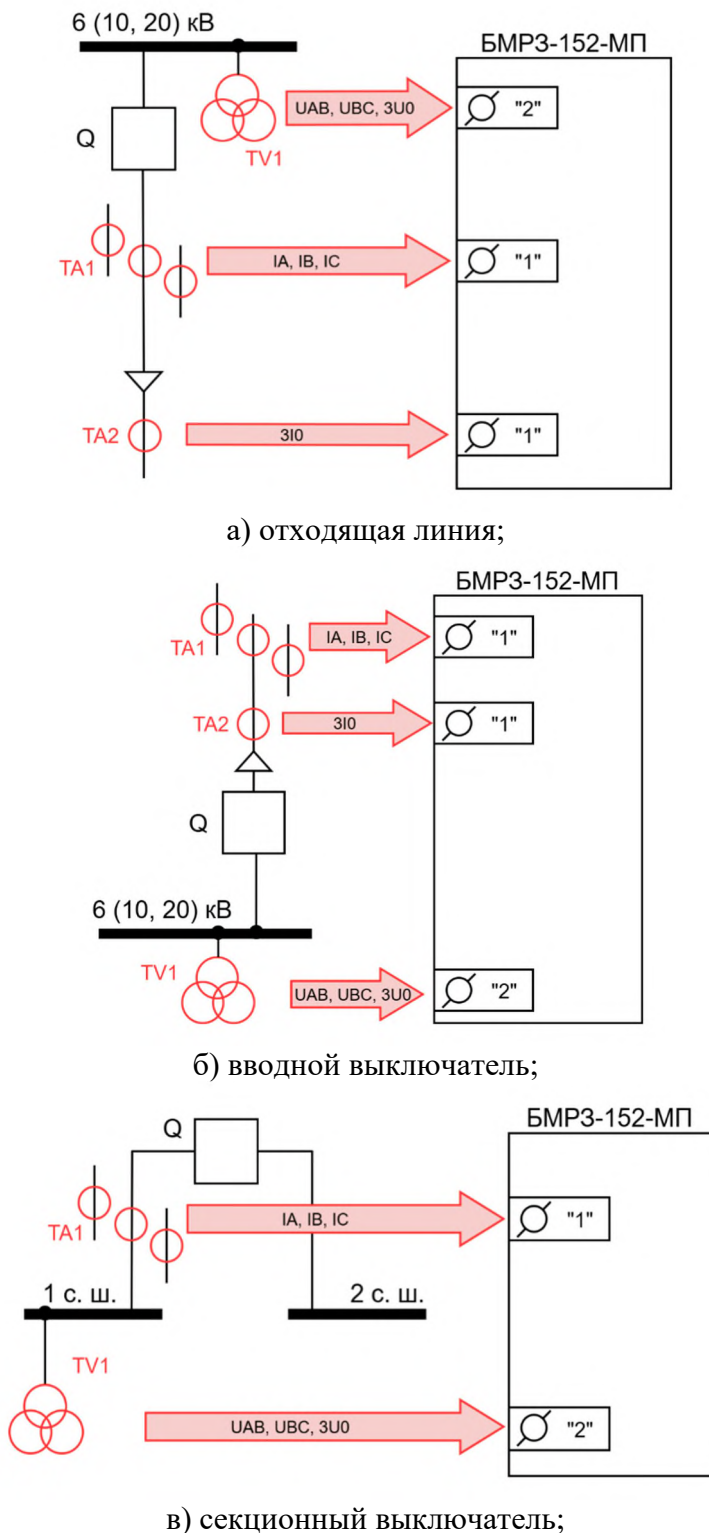 6 (10, 20) кВ
БМРЗ-152-МП
UAB, UBC, 3U0
"2"
Q
TV1
IA, IB, IC
"1"
TA1
TA2
3I0
"1"
а) отходящая линия;
БМРЗ-152-МП
IA, IB, IC
"1"
TA1
TA2
3I0
"1"
Q
6 (10, 20) кВ
TV1
UAB, UBC, 3U0
"2"
б) вводной выключатель;
БМРЗ-152-МП
Q
IA, IB, IC
"1"
TA1
1 с. ш.
2 с. ш.
TV1
UAB, UBC, 3U0
"2"
в) секционный выключатель;